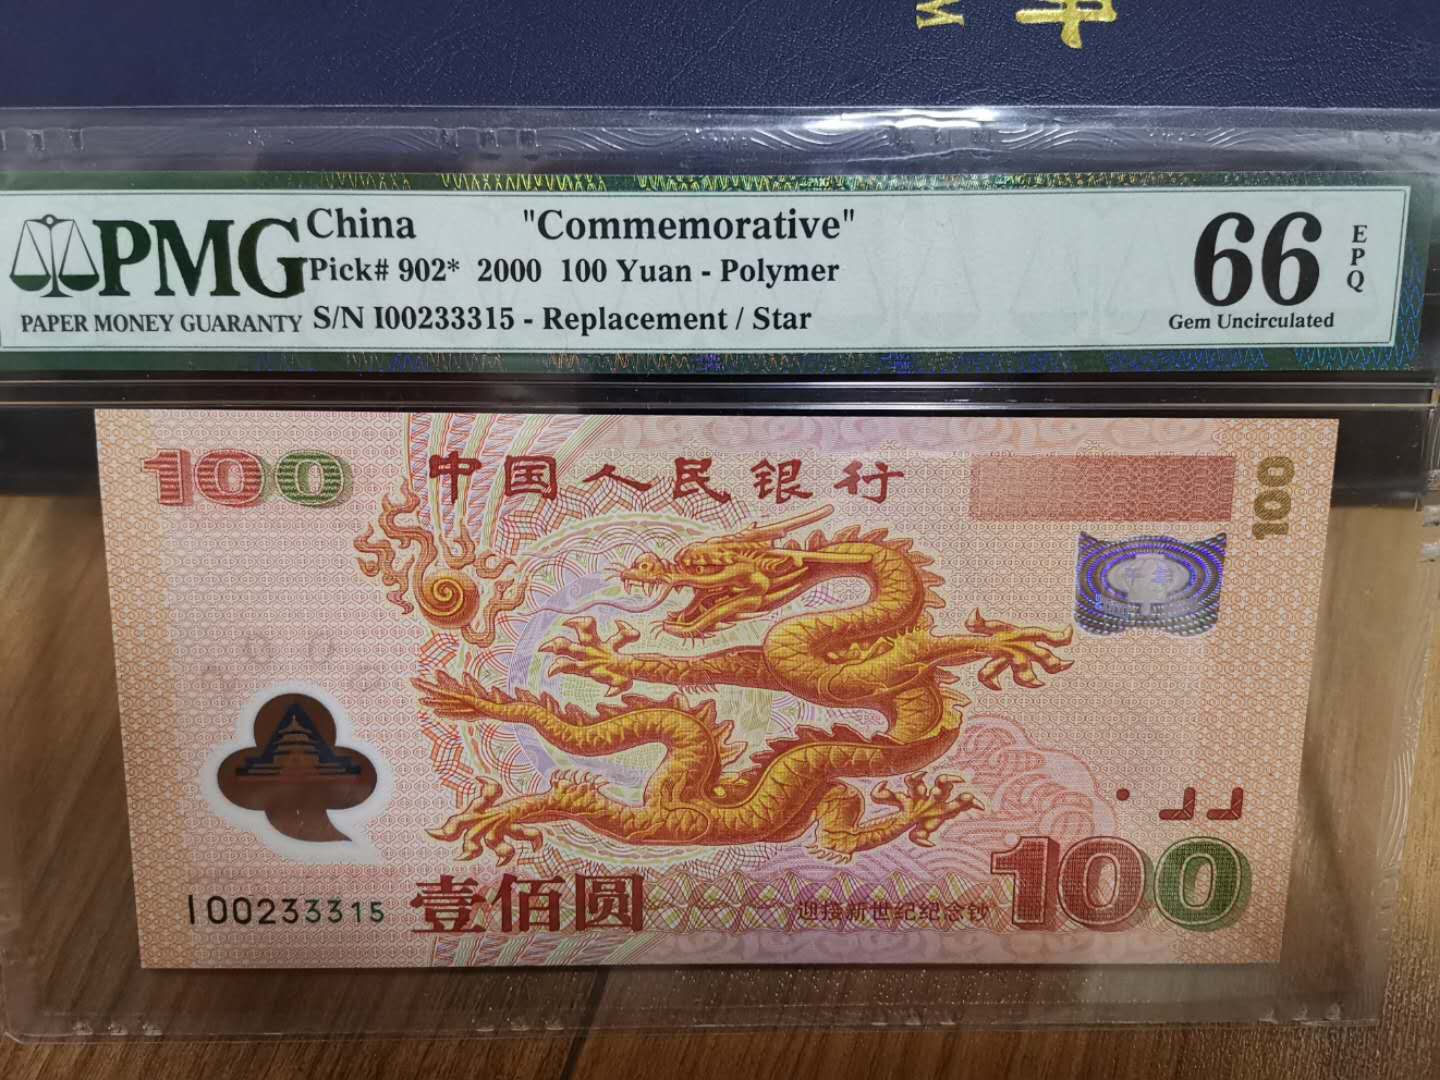 M
PMG
PAPER MONEY GUARANTY
China "Commemorative"
Pick# 902* 2000 100 Yuan - Polymer
S/N I00233315 - Replacement / Star
66
EPQ
Gem Uncirculated
100
中国人民银行
100
I00233315
壹佰圆
迎接新世纪纪念钞
100